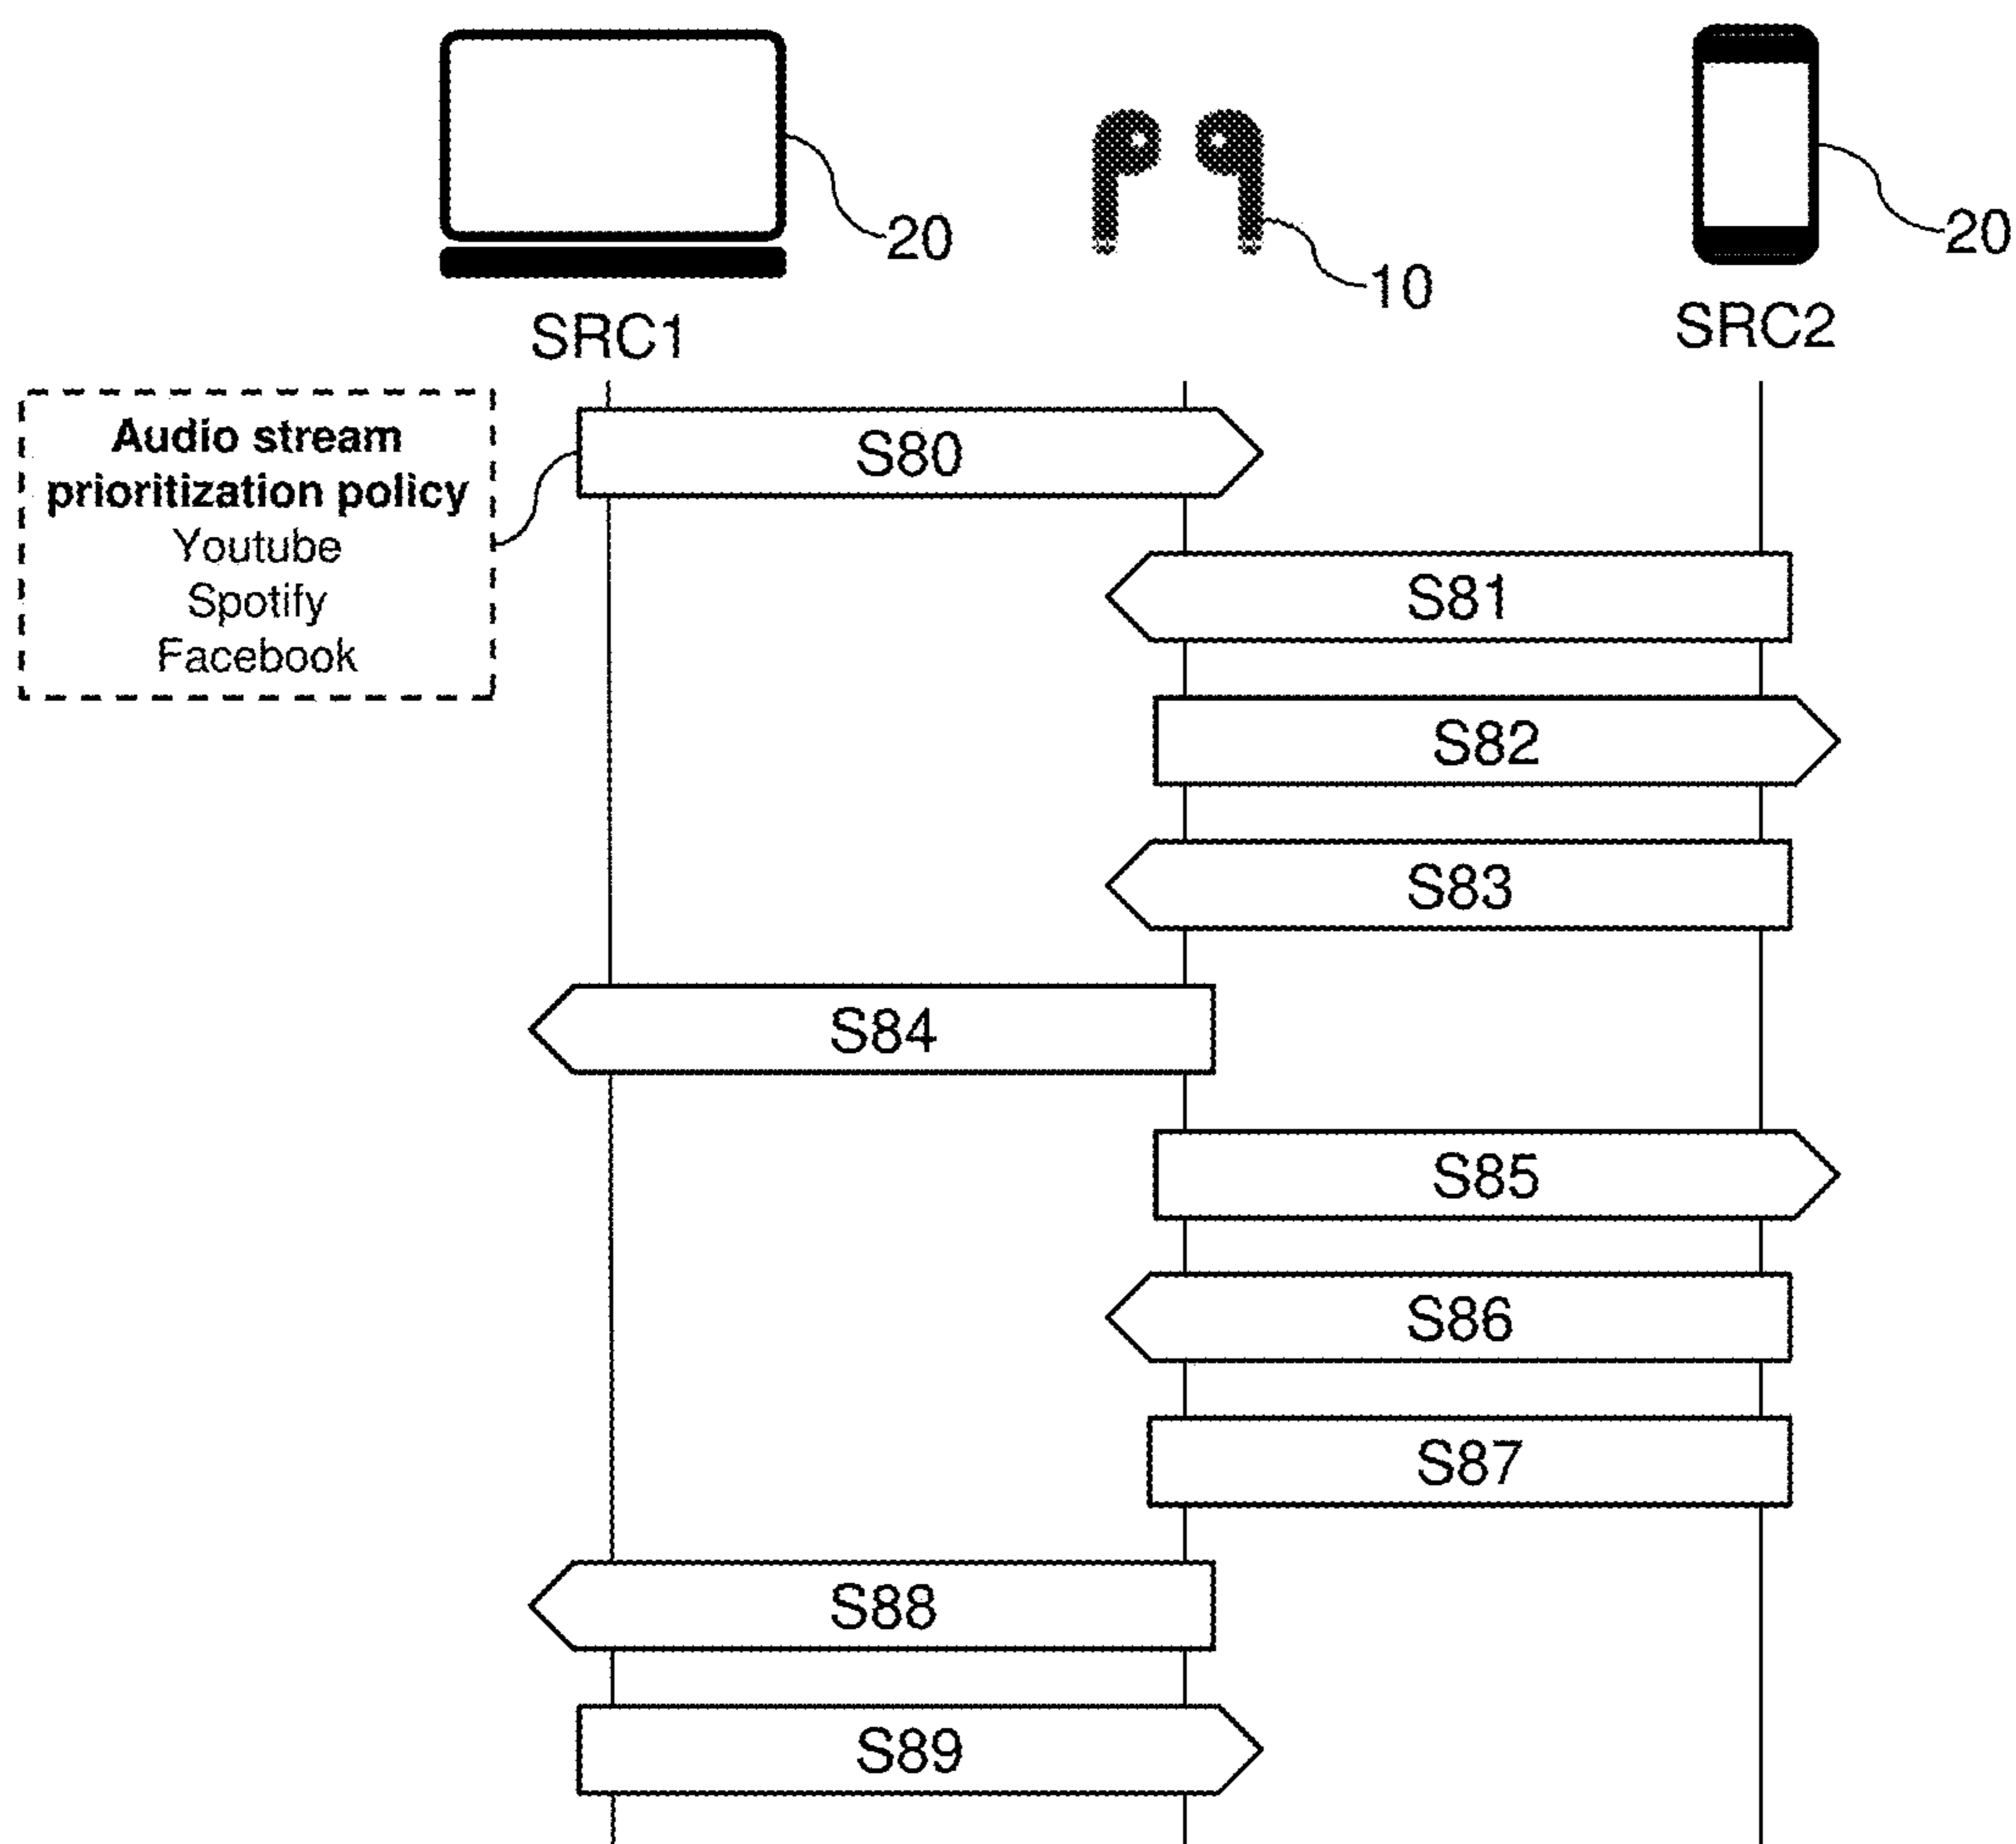 20
10
20
SRC1
SRC2
Audio stream
prioritization policy
Youtube
Spotify
Facebook
S80
S81
S82
S83
S84
S85
S86
S87
S88
S89